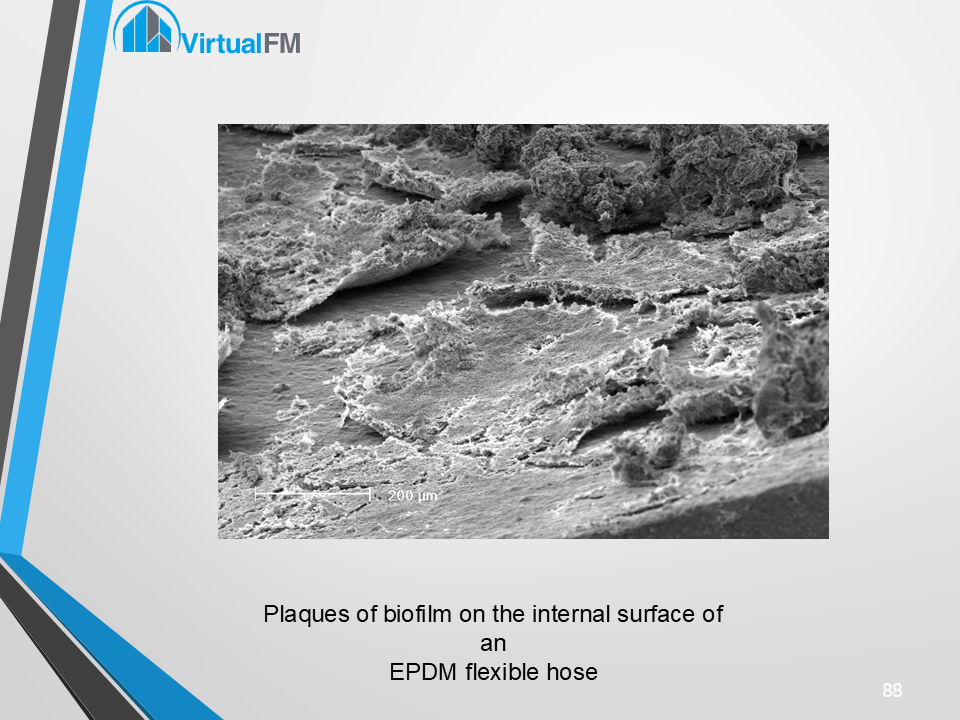 VirtualFM
200 µm
Plaques of biofilm on the internal surface of
an
EPDM flexible hose
88